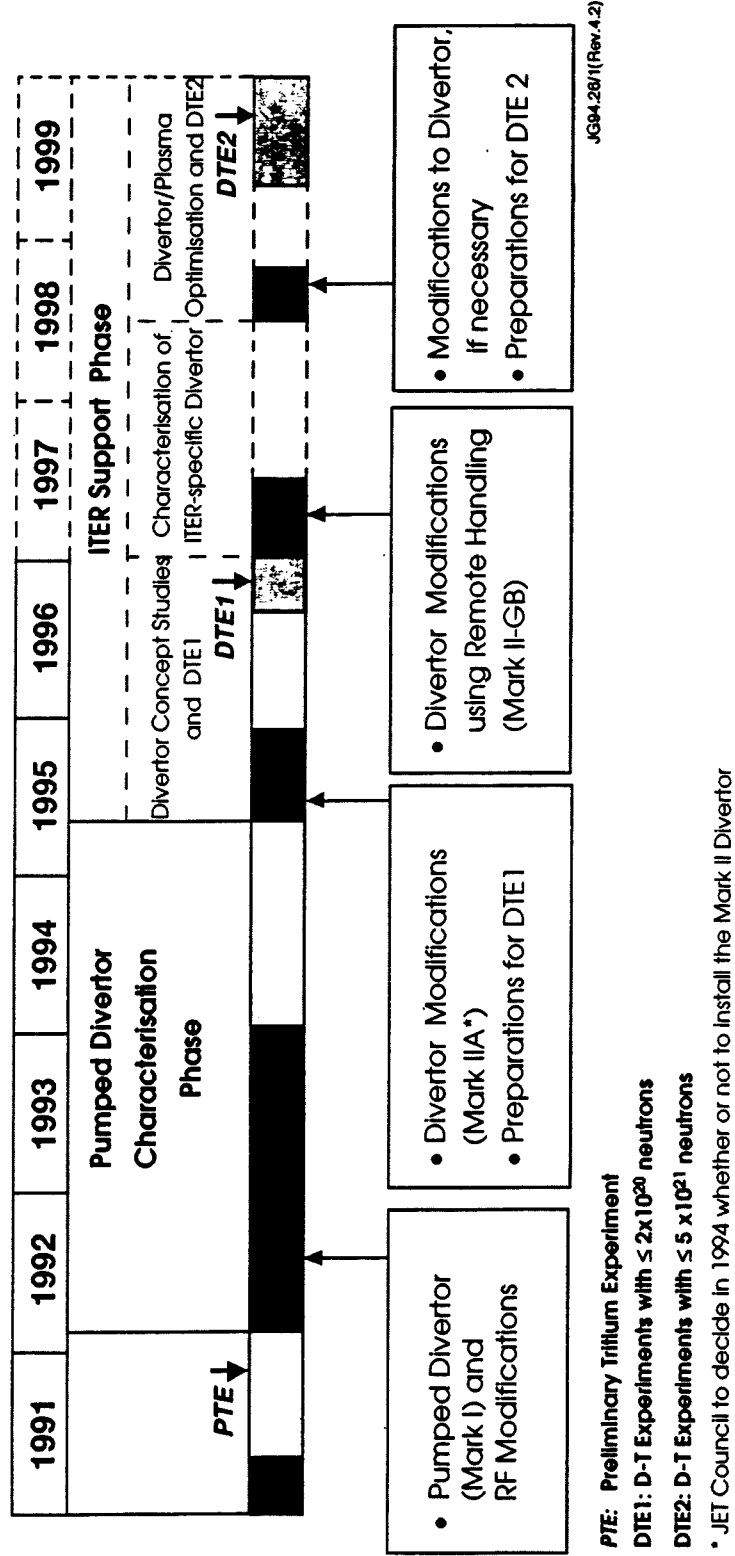 1991 1992 1993 1994 1995 1996 1997 1998 1999
Pumped Divertor
Characterisation
Phase
ITER Support Phase
Divertor Concept Studies
and DTE1
Characterisation of
ITER-specific Divertor
Divertor/Plasma
Optimisation and DTE2
PTE
DTE1
DTE2
• Pumped Divertor
(Mark I) and
RF Modifications
• Divertor Modifications
(Mark IIA*)
• Preparations for DTE1
• Divertor Modifications
using Remote Handling
(Mark II-GB)
• Modifications to Divertor,
if necessary
• Preparations for DTE 2
JG94.26/1(Rev.4.2)
PTE: Preliminary Tritium Experiment
DTE1: D-T Experiments with ≤ 2x10²⁰ neutrons
DTE2: D-T Experiments with ≤ 5 x10²¹ neutrons
* JET Council to decide in 1994 whether or not to install the Mark II Divertor